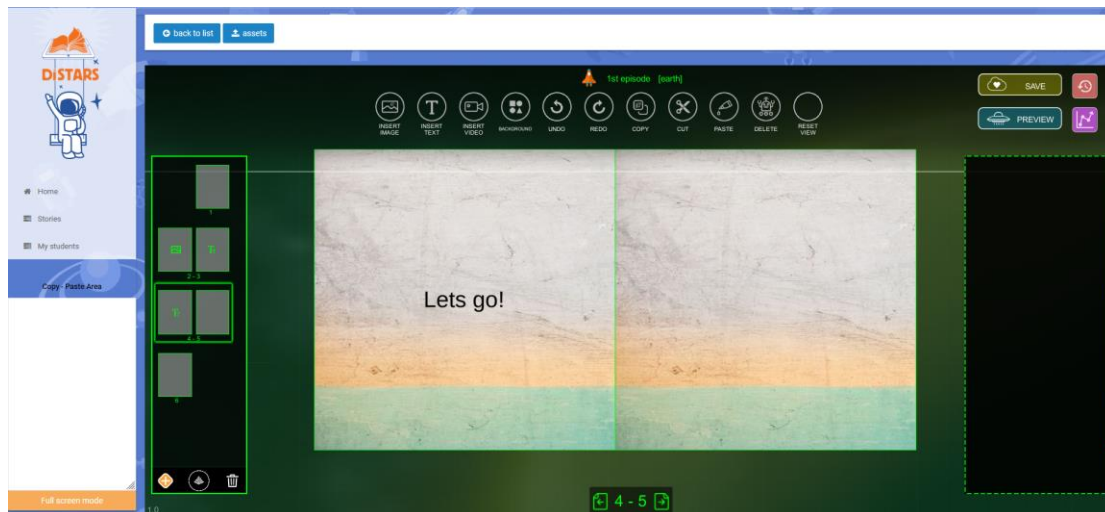 back to list
assets
DiSTARS
1st episode [earth]
SAVE
PREVIEW
INSERT IMAGE
INSERT TEXT
INSERT VIDEO
BACKGROUND
UNDO
REDO
COPY
CUT
PASTE
DELETE
RESET VIEW
Home
Stories
My students
Copy - Paste Area
1
2 - 3
4 - 5
6
Lets go!
Full screen mode
4 - 5
1.0